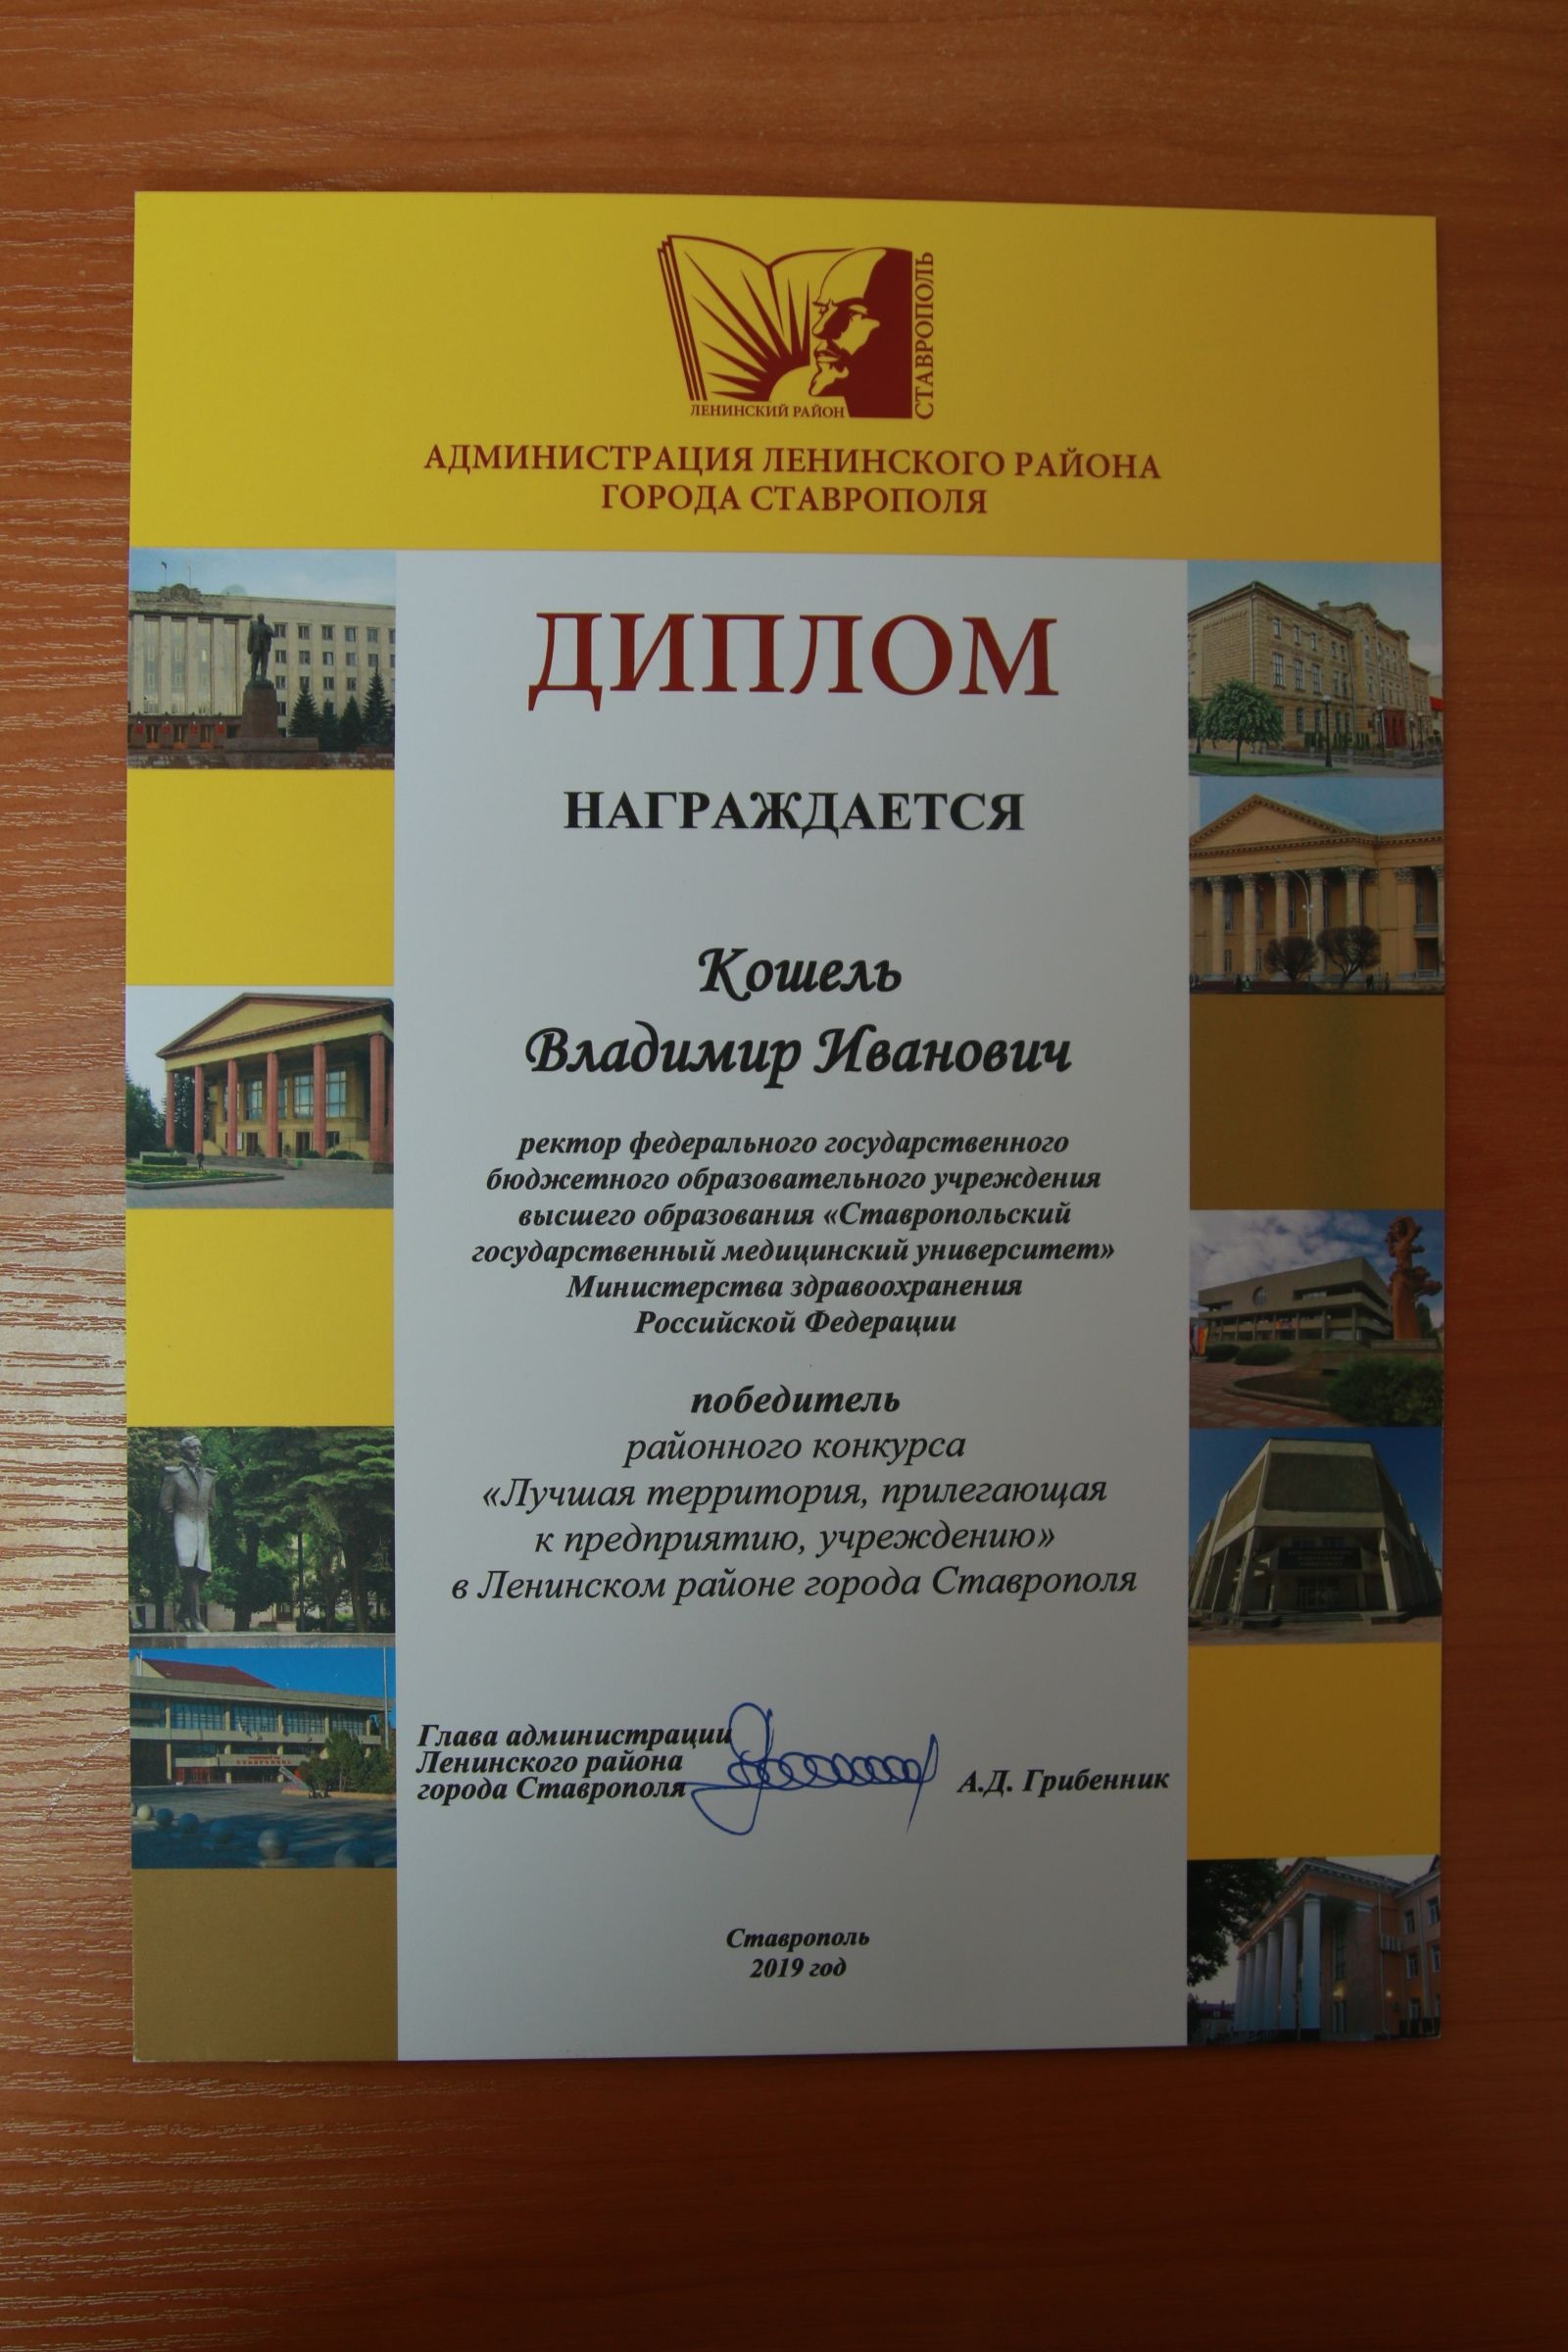 ЛЕНИНСКИЙ РАЙОН
СТАВРОПОЛЬ
АДМИНИСТРАЦИЯ ЛЕНИНСКОГО РАЙОНА
ГОРОДА СТАВРОПОЛЯ
ДИПЛОМ
НАГРАЖДАЕТСЯ
Кошель
Владимир Иванович
ректор федерального государственного
бюджетного образовательного учреждения
высшего образования «Ставропольский
государственный медицинский университет»
Министерства здравоохранения
Российской Федерации
победитель
районного конкурса
«Лучшая территория, прилегающая
к предприятию, учреждению»
в Ленинском районе города Ставрополя
Глава администрации
Ленинского района
города Ставрополя
А.Д. Грибенник
Ставрополь
2019 год